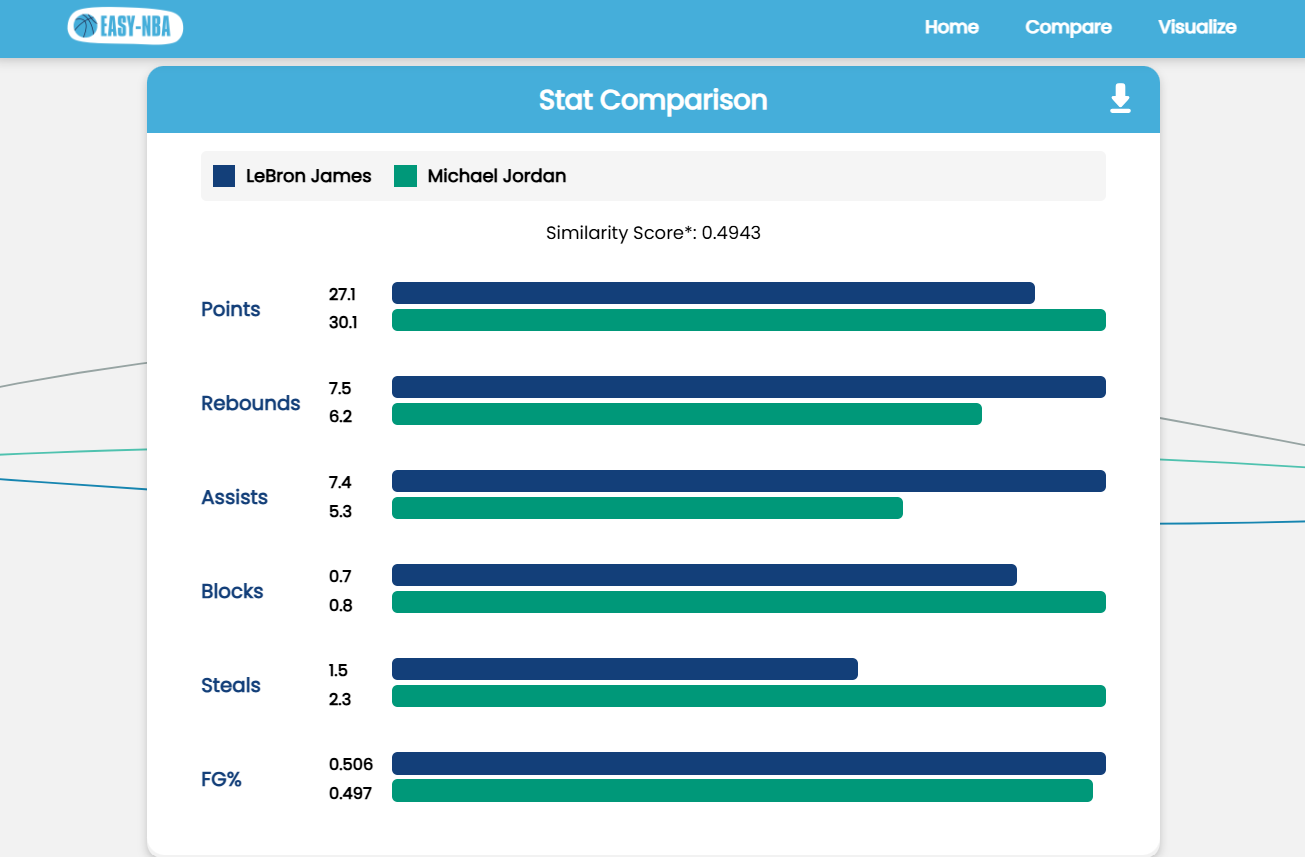 EASY-NBA
Home Compare Visualize
Stat Comparison
LeBron James Michael Jordan
Similarity Score*: 0.4943
Points
27.1
30.1
Rebounds
7.5
6.2
Assists
7.4
5.3
Blocks
0.7
0.8
Steals
1.5
2.3
FG%
0.506
0.497